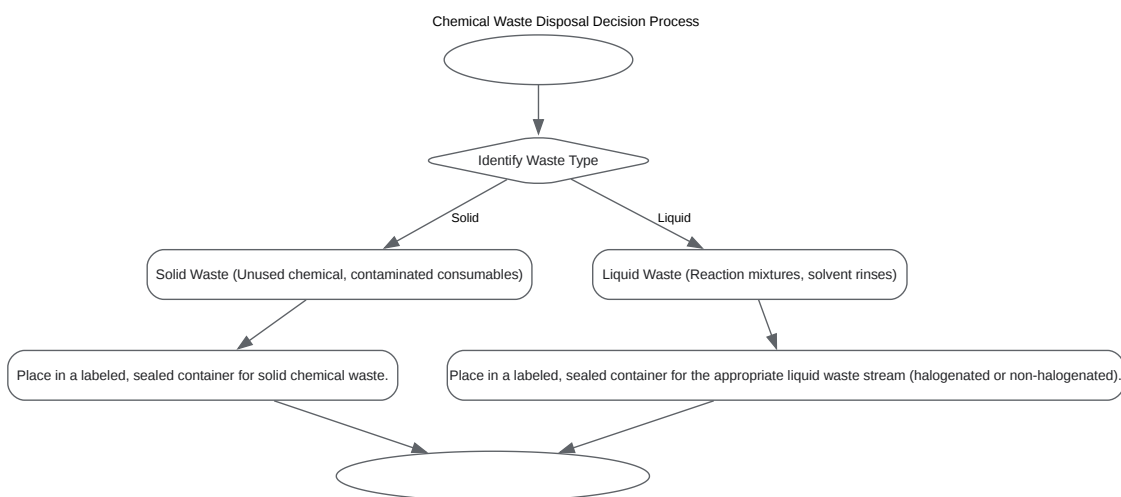 Chemical Waste Disposal Decision Process
Identify Waste Type
Solid
Liquid
Solid Waste (Unused chemical, contaminated consumables)
Liquid Waste (Reaction mixtures, solvent rinses)
Place in a labeled, sealed container for solid chemical waste.
Place in a labeled, sealed container for the appropriate liquid waste stream (halogenated or non-halogenated).